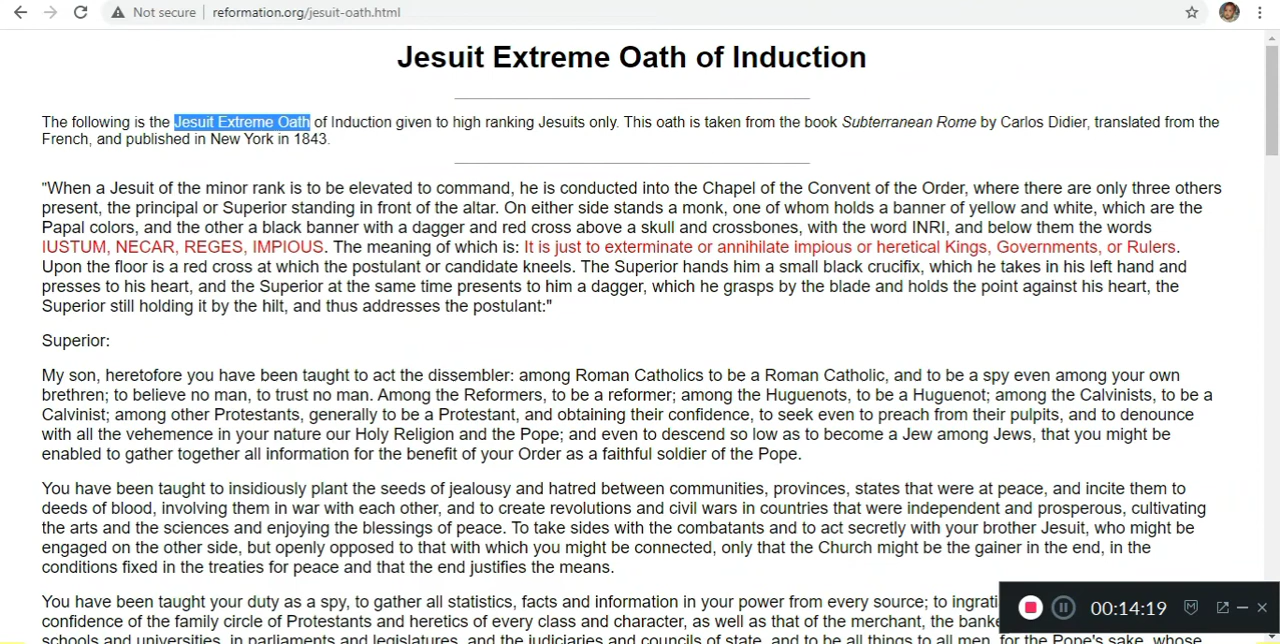 Not secure
reformation.org/jesuit-oath.html
Jesuit Extreme Oath of Induction
The following is the Jesuit Extreme Oath of Induction given to high ranking Jesuits only. This oath is taken from the book Subterranean Rome by Carlos Didier, translated from the
French, and published in New York in 1843.
"When a Jesuit of the minor rank is to be elevated to command, he is conducted into the Chapel of the Convent of the Order, where there are only three others
present, the principal or Superior standing in front of the altar. On either side stands a monk, one of whom holds a banner of yellow and white, which are the
Papal colors, and the other a black banner with a dagger and red cross above a skull and crossbones, with the word INRI, and below them the words
IUSTUM, NECAR, REGES, IMPIOUS. The meaning of which is: It is just to exterminate or annihilate impious or heretical Kings, Governments, or Rulers.
Upon the floor is a red cross at which the postulant or candidate kneels. The Superior hands him a small black crucifix, which he takes in his left hand and
presses to his heart, and the Superior at the same time presents to him a dagger, which he grasps by the blade and holds the point against his heart, the
Superior still holding it by the hilt, and thus addresses the postulant:"
Superior:
My son, heretofore you have been taught to act the dissembler: among Roman Catholics to be a Roman Catholic, and to be a spy even among your own
brethren; to believe no man, to trust no man. Among the Reformers, to be a reformer; among the Huguenots, to be a Huguenot; among the Calvinists, to be a
Calvinist; among other Protestants, generally to be a Protestant, and obtaining their confidence, to seek even to preach from their pulpits, and to denounce
with all the vehemence in your nature our Holy Religion and the Pope; and even to descend so low as to become a Jew among Jews, that you might be
enabled to gather together all information for the benefit of your Order as a faithful soldier of the Pope.
You have been taught to insidiously plant the seeds of jealousy and hatred between communities, provinces, states that were at peace, and incite them to
deeds of blood, involving them in war with each other, and to create revolutions and civil wars in countries that were independent and prosperous, cultivating
the arts and the sciences and enjoying the blessings of peace. To take sides with the combatants and to act secretly with your brother Jesuit, who might be
engaged on the other side, but openly opposed to that with which you might be connected, only that the Church might be the gainer in the end, in the
conditions fixed in the treaties for peace and that the end justifies the means.
You have been taught your duty as a spy, to gather all statistics, facts and information in your power from every source; to
confidence of the family circle of Protestants and heretics of every class and character, as well as that of the merchant, the
schools and universities, in parliaments and legislatures, and the judiciaries and councils of state, and to be all things to all men, for the Pope's sake, whose
00:14:19